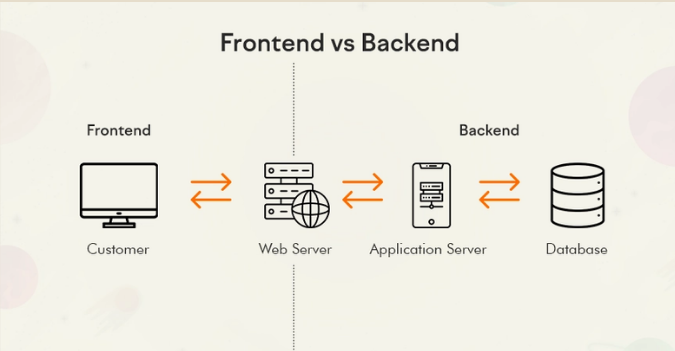 Frontend vs Backend
Frontend
Backend
Customer
Web Server
Application Server
Database